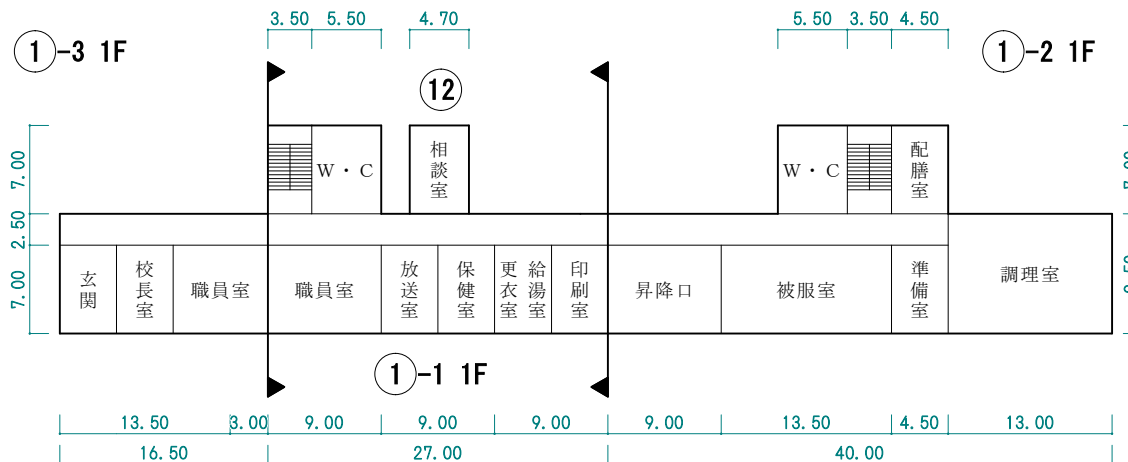 3.50 5.50 4.70 5.50 3.50 4.50
①-3 1F
①-2 1F
⑫
7.00
2.50
7.00
W・C
相談室
W・C
配膳室
玄関
校長室
職員室
職員室
放送室
保健室
更衣室
給湯室
印刷室
昇降口
被服室
準備室
調理室
①-1 1F
13.50 3.00 9.00 9.00 9.00 9.00 13.50 4.50 13.00
16.50 27.00 40.00